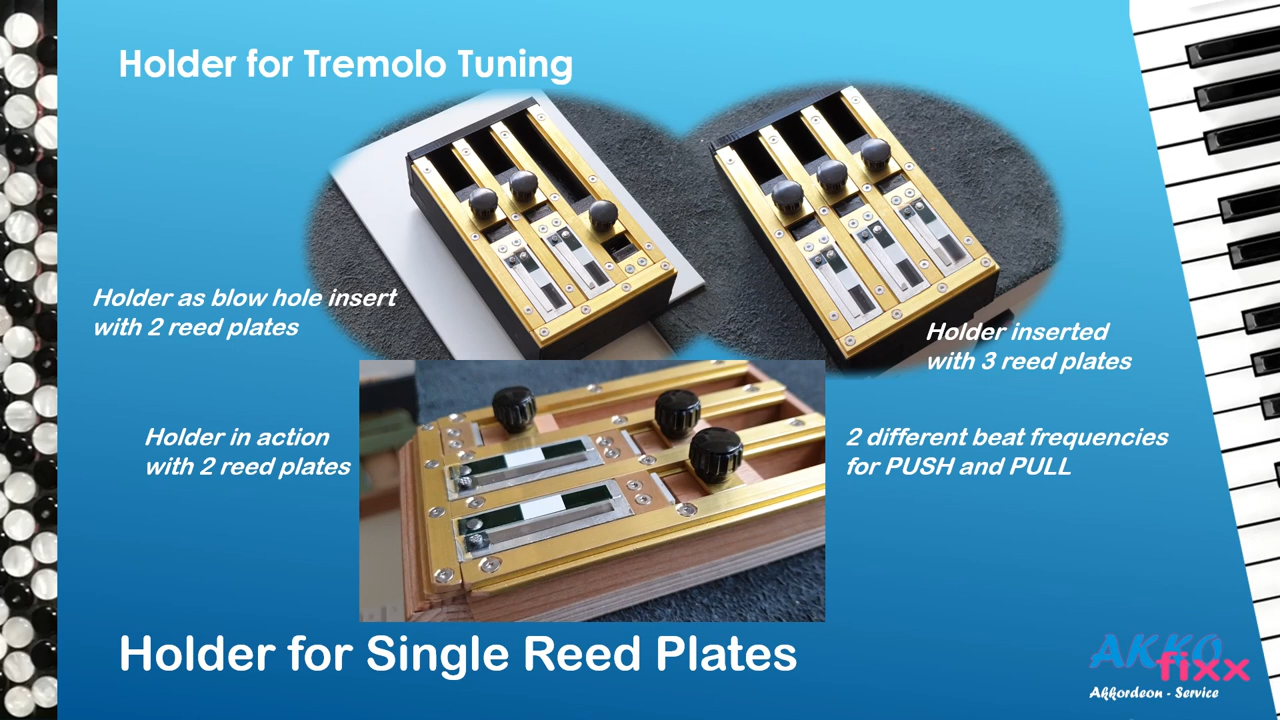 Holder for Tremolo Tuning
Holder as blow hole insert
with 2 reed plates
Holder inserted
with 3 reed plates
Holder in action
with 2 reed plates
2 different beat frequencies
for PUSH and PULL
Holder for Single Reed Plates
AKKO
fixx
Akkordeon - Service